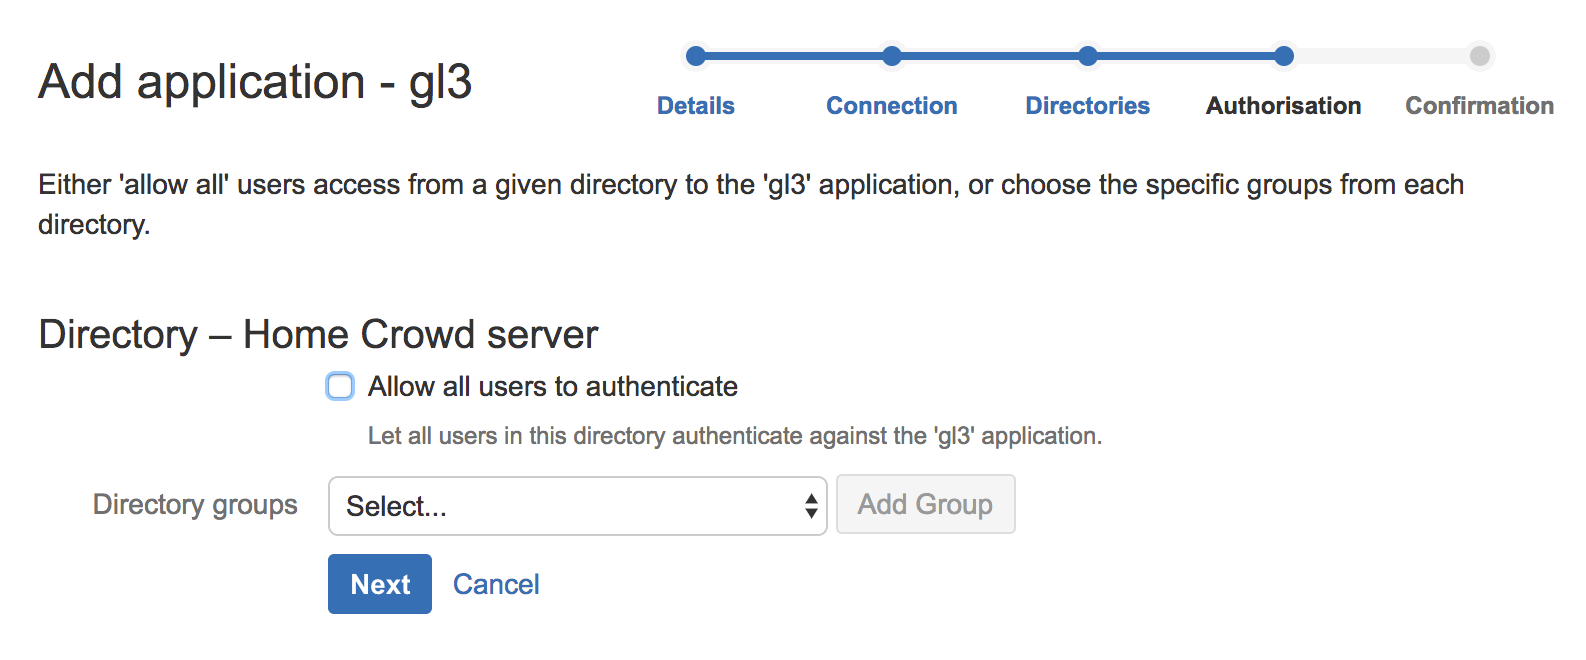 Add application - gl3
Details
Connection
Directories
Authorisation
Confirmation
Either 'allow all' users access from a given directory to the 'gl3' application, or choose the specific groups from each
directory.
Directory – Home Crowd server
Allow all users to authenticate
Let all users in this directory authenticate against the 'gl3' application.
Directory groups
Select...
Add Group
Next
Cancel